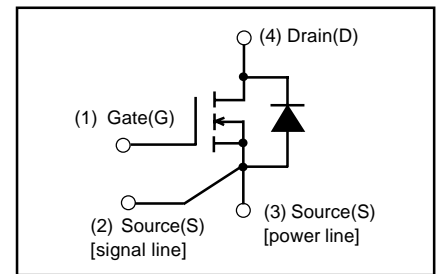 (4) Drain(D)
(1) Gate(G)
(2) Source(S)
[signal line]
(3) Source(S)
[power line]